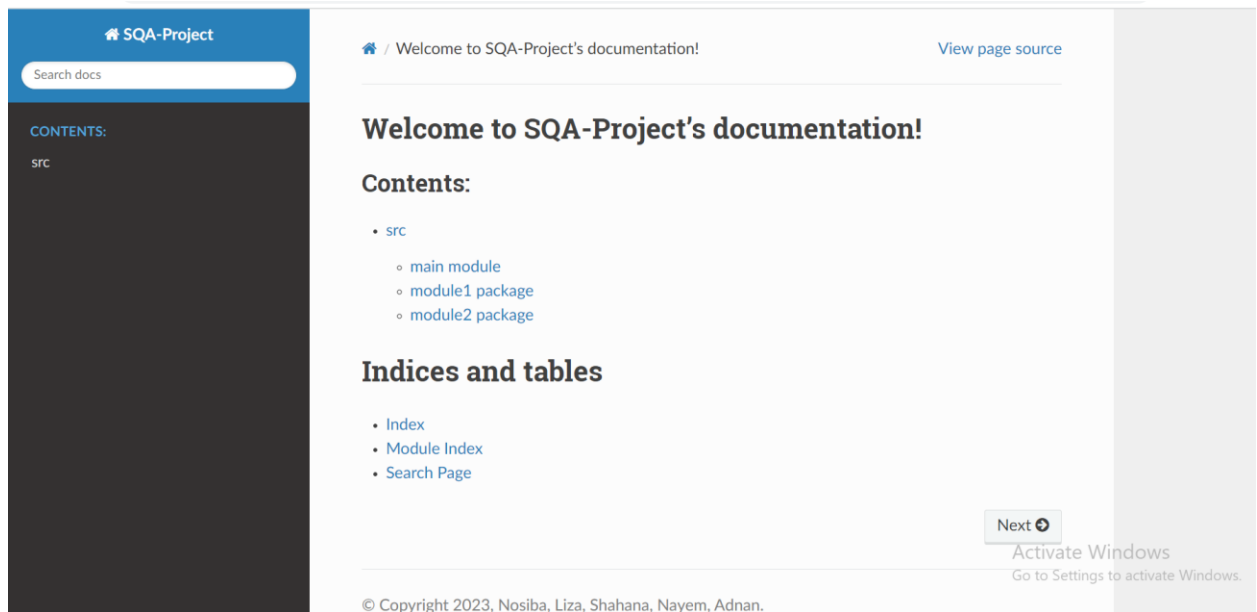 SQA-Project
Search docs
CONTENTS:
src
/ Welcome to SQA-Project's documentation!
View page source
Welcome to SQA-Project's documentation!
Contents:
• src
◦ main module
◦ module1 package
◦ module2 package
Indices and tables
• Index
• Module Index
• Search Page
Next
Activate Windows
Go to Settings to activate Windows.
© Copyright 2023, Nosiba, Liza, Shahana, Nayem, Adnan.